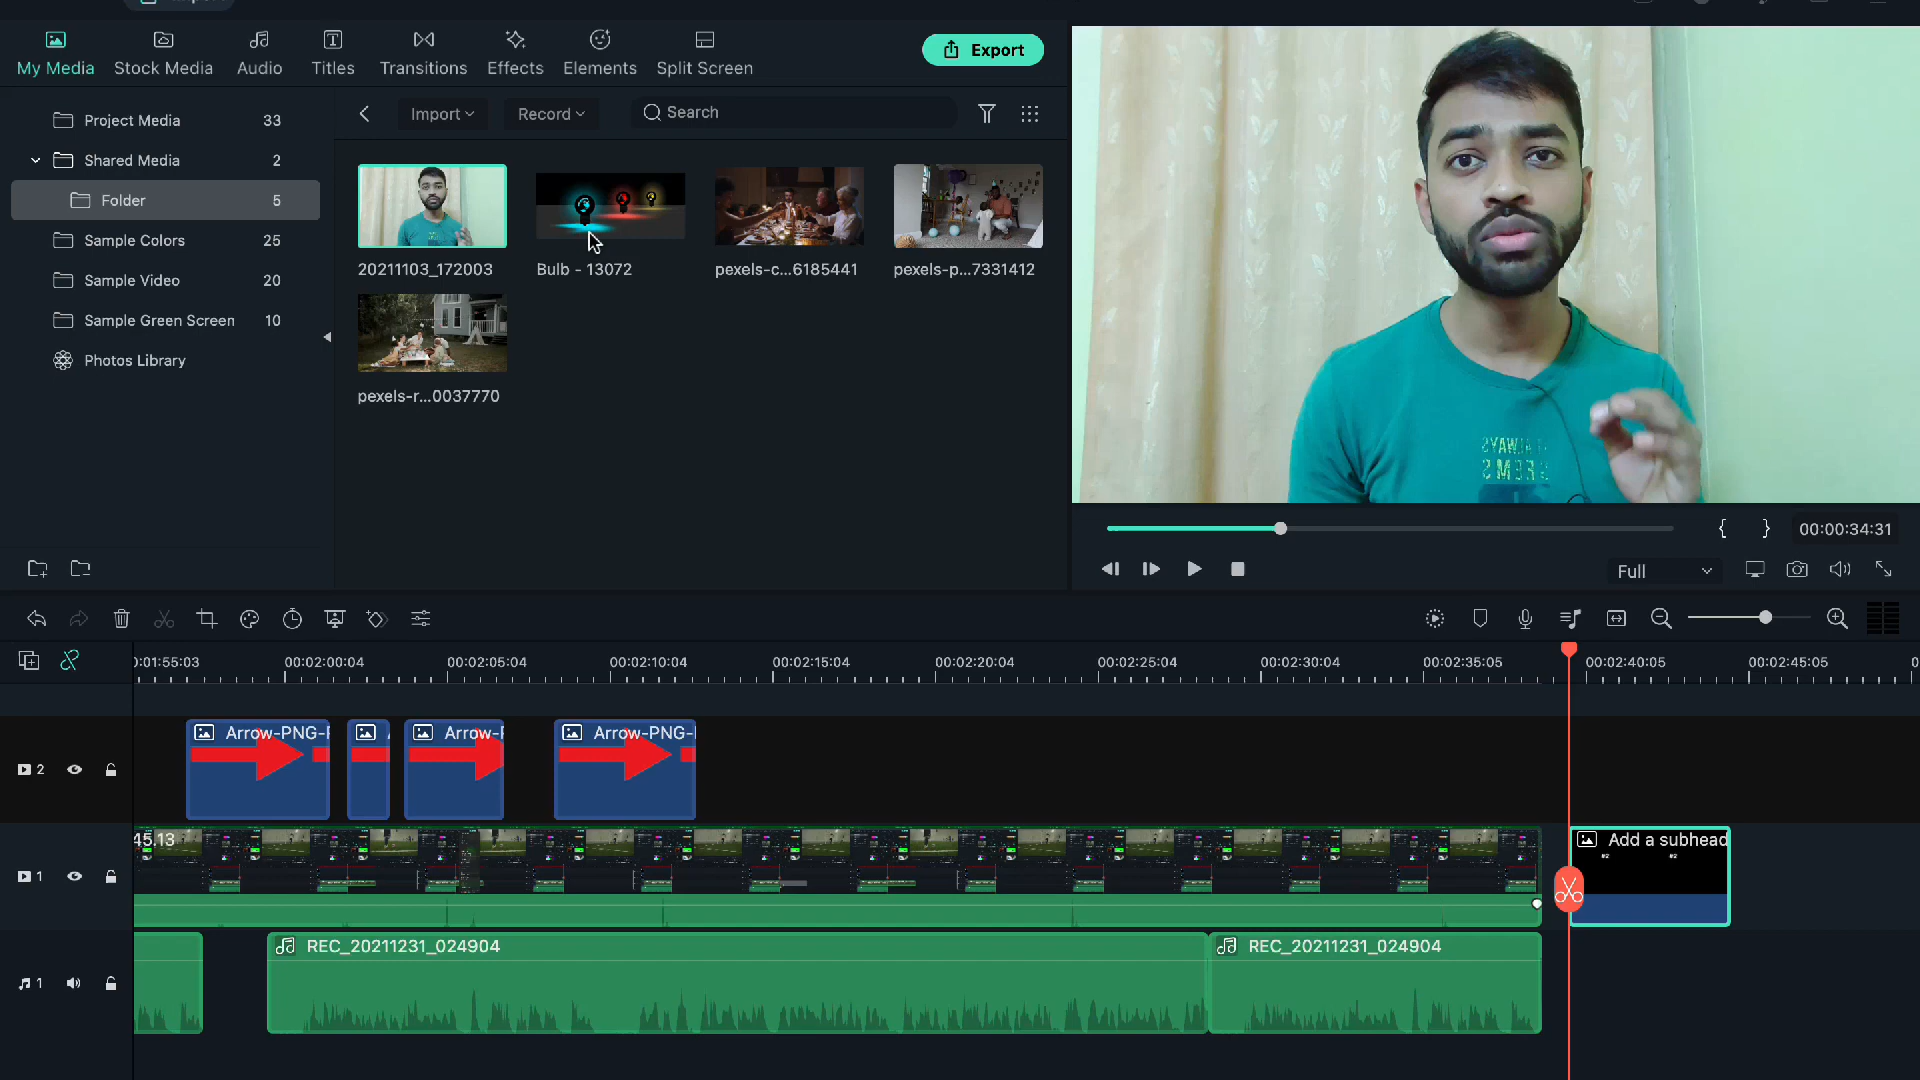 My Media
Stock Media
Audio
Titles
Transitions
Effects
Elements
Split Screen
Export
Project Media 33
Shared Media 2
Folder 5
Sample Colors 25
Sample Video 20
Sample Green Screen 10
Photos Library
Import
Record
Search
20211103_172003
Bulb - 13072
pexels-c...6185441
pexels-p...7331412
pexels-r...0037770
{ } 00:00:34:31
Full
):01:55:03 00:02:00:04 00:02:05:04 00:02:10:04 00:02:15:04 00:02:20:04 00:02:25:04 00:02:30:04 00:02:35:05 00:02:40:05 00:02:45:05
2
Arrow-PNG-
Arrow-
Arrow-PNG-
1
45.13
Add a subhead
#2 #2
1
REC_20211231_024904
REC_20211231_024904